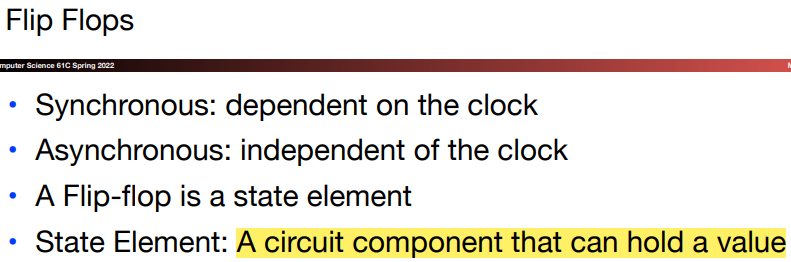 Flip Flops
mputer Science 61C Spring 2022
• Synchronous: dependent on the clock
• Asynchronous: independent of the clock
• A Flip-flop is a state element
• State Element: A circuit component that can hold a value